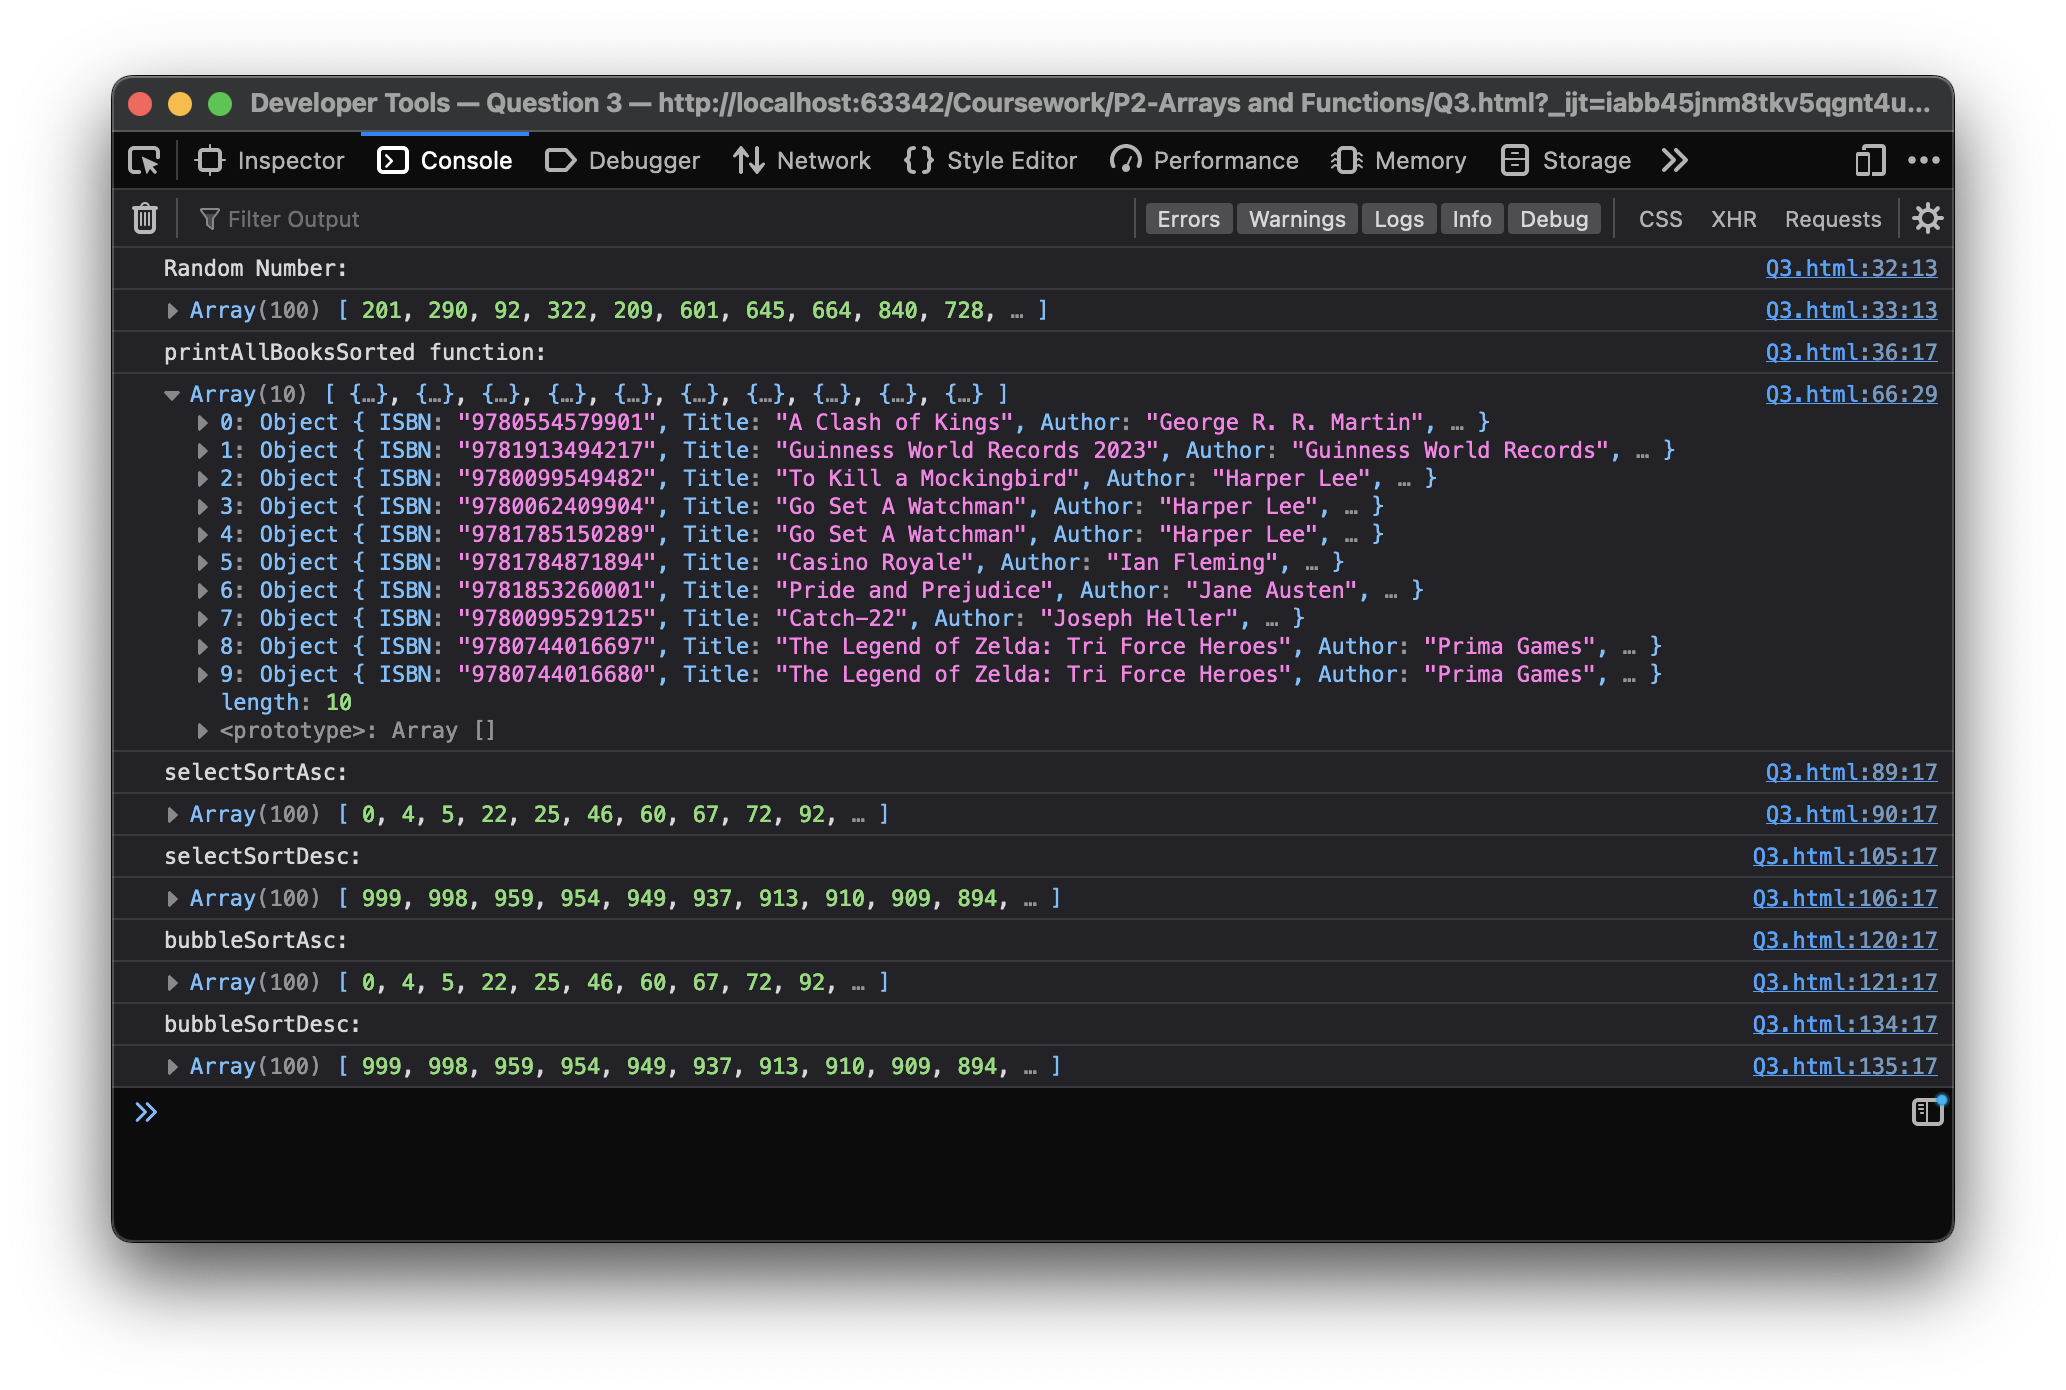 Developer Tools — Question 3 — http://localhost:63342/Coursework/P2-Arrays and Functions/Q3.html?_ijt=iabb45jnm8tkv5qgnt4u...
Inspector Console Debugger Network Style Editor Performance Memory Storage
Filter Output Errors Warnings Logs Info Debug CSS XHR Requests
Random Number: Q3.html:32:13
Array(100) [ 201, 290, 92, 322, 209, 601, 645, 664, 840, 728, … ] Q3.html:33:13
printAllBooksSorted function: Q3.html:36:17
Array(10) [ {…}, {…}, {…}, {…}, {…}, {…}, {…}, {…}, {…}, {…} ] Q3.html:66:29
0: Object { ISBN: "9780554579901", Title: "A Clash of Kings", Author: "George R. R. Martin", … }
1: Object { ISBN: "9781913494217", Title: "Guinness World Records 2023", Author: "Guinness World Records", … }
2: Object { ISBN: "9780099549482", Title: "To Kill a Mockingbird", Author: "Harper Lee", … }
3: Object { ISBN: "9780062409904", Title: "Go Set A Watchman", Author: "Harper Lee", … }
4: Object { ISBN: "9781785150289", Title: "Go Set A Watchman", Author: "Harper Lee", … }
5: Object { ISBN: "9781784871894", Title: "Casino Royale", Author: "Ian Fleming", … }
6: Object { ISBN: "9781853260001", Title: "Pride and Prejudice", Author: "Jane Austen", … }
7: Object { ISBN: "9780099529125", Title: "Catch-22", Author: "Joseph Heller", … }
8: Object { ISBN: "9780744016697", Title: "The Legend of Zelda: Tri Force Heroes", Author: "Prima Games", … }
9: Object { ISBN: "9780744016680", Title: "The Legend of Zelda: Tri Force Heroes", Author: "Prima Games", … }
length: 10
<prototype>: Array []
selectSortAsc: Q3.html:89:17
Array(100) [ 0, 4, 5, 22, 25, 46, 60, 67, 72, 92, … ] Q3.html:90:17
selectSortDesc: Q3.html:105:17
Array(100) [ 999, 998, 959, 954, 949, 937, 913, 910, 909, 894, … ] Q3.html:106:17
bubbleSortAsc: Q3.html:120:17
Array(100) [ 0, 4, 5, 22, 25, 46, 60, 67, 72, 92, … ] Q3.html:121:17
bubbleSortDesc: Q3.html:134:17
Array(100) [ 999, 998, 959, 954, 949, 937, 913, 910, 909, 894, … ] Q3.html:135:17